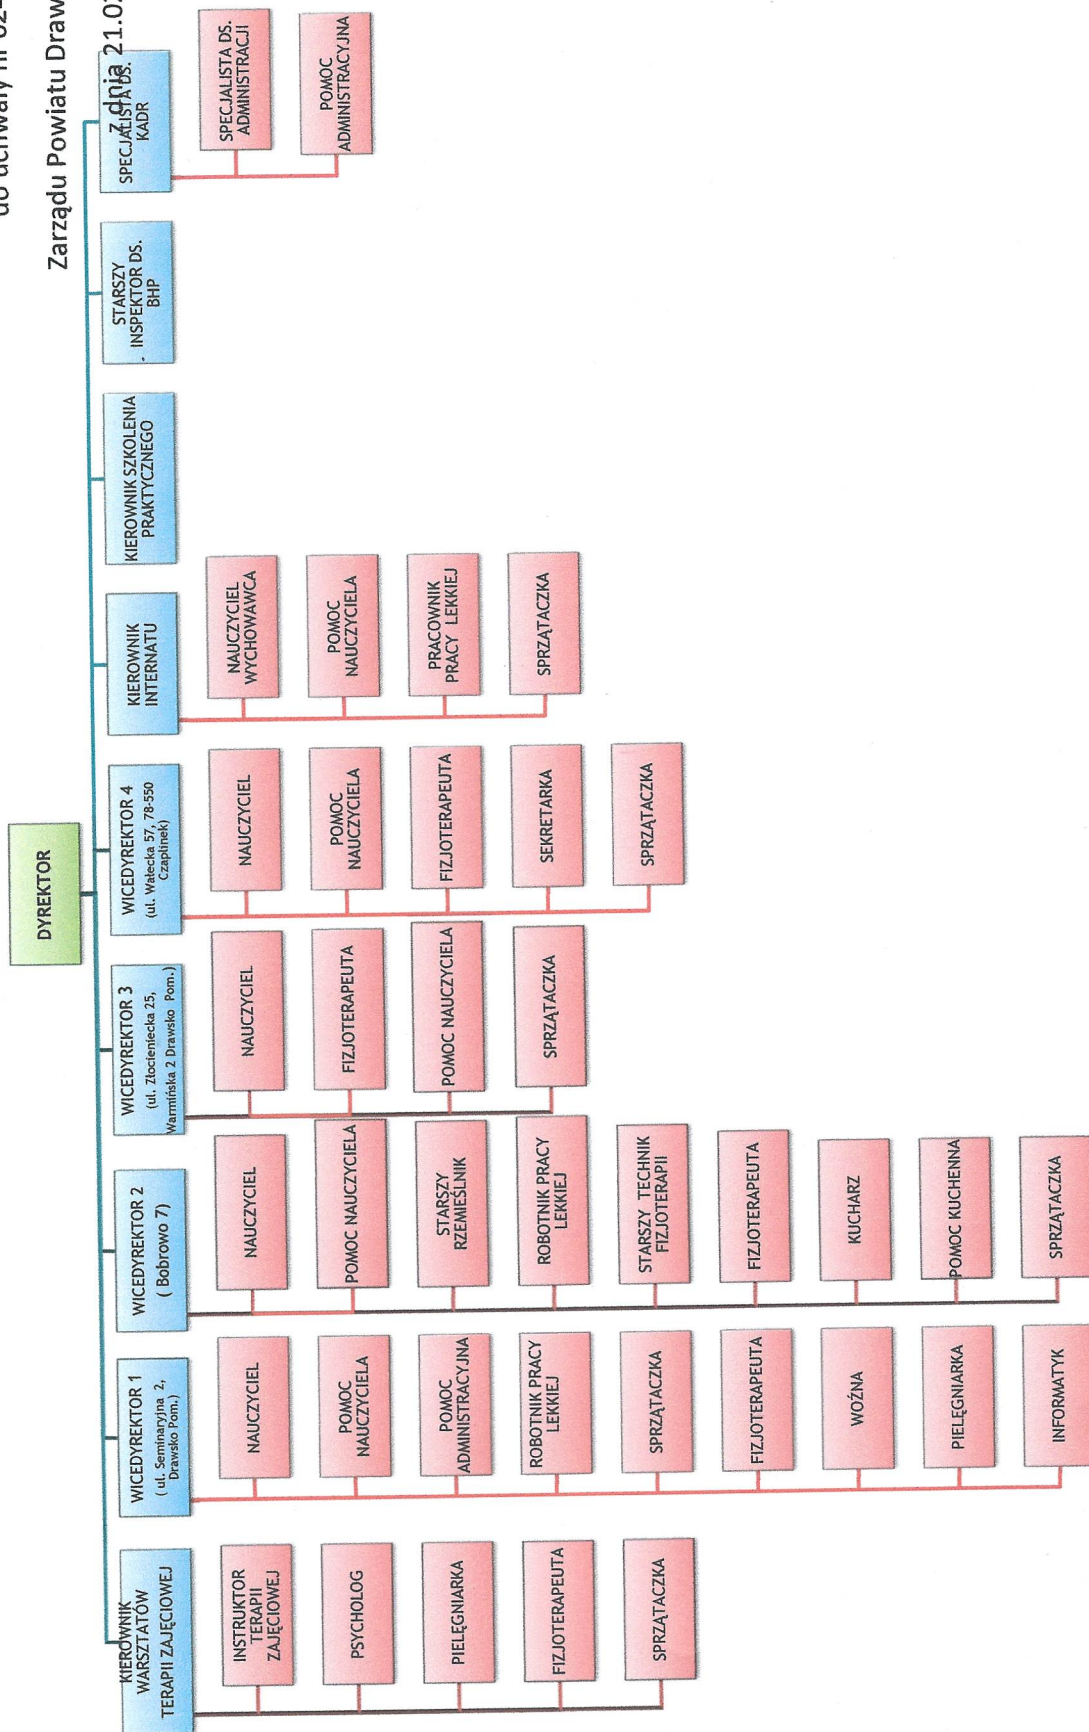 do uchwały nr
Zarządu Powiatu Draw
z dnia 21.0
DYREKTOR
KIEROWNIK
WARSZTATÓW
TERAPII ZAJĘCIOWEJ
INSTRUKTOR
TERAPII
ZAJĘCIOWEJ
PSYCHOLOG
PIELĘGNIARKA
FIZJOTERAPEUTA
SPRZĄTACZKA
WICEDYREKTOR 1
( ul. Seminaryjna 2,
Drawsko Pom.)
NAUCZYCIEL
POMOC
NAUCZYCIELA
POMOC
ADMINISTRACYJNA
ROBOTNIK PRACY
LEKKIEJ
SPRZĄTACZKA
FIZJOTERAPEUTA
WOŹNA
PIELĘGNIARKA
INFORMATYK
WICEDYREKTOR 2
( Bobrowo 7)
NAUCZYCIEL
POMOC NAUCZYCIELA
STARSZY
RZEMIEŚLNIK
ROBOTNIK PRACY
LEKKIEJ
STARSZY TECHNIK
FIZJOTERAPII
FIZJOTERAPEUTA
KUCHARZ
POMOC KUCHENNA
SPRZĄTACZKA
WICEDYREKTOR 3
(ul. Złocieniecka 25,
Warmińska 2 Drawsko Pom.)
NAUCZYCIEL
FIZJOTERAPEUTA
POMOC NAUCZYCIELA
SPRZĄTACZKA
WICEDYREKTOR 4
(ul. Wałecka 57, 78-550
Czaplinek)
NAUCZYCIEL
POMOC
NAUCZYCIELA
FIZJOTERAPEUTA
SEKRETARKA
SPRZĄTACZKA
KIEROWNIK
INTERNATU
NAUCZYCIEL
WYCHOWAWCA
POMOC
NAUCZYCIELA
PRACOWNIK
PRACY LEKKIEJ
SPRZĄTACZKA
KIEROWNIK SZKOLENIA
PRAKTYCZNEGO
STARSZY
INSPEKTOR DS.
BHP
SPECJALISTA DS.
KADR
SPECJALISTA DS.
ADMINISTRACJI
POMOC
ADMINISTRACYJNA